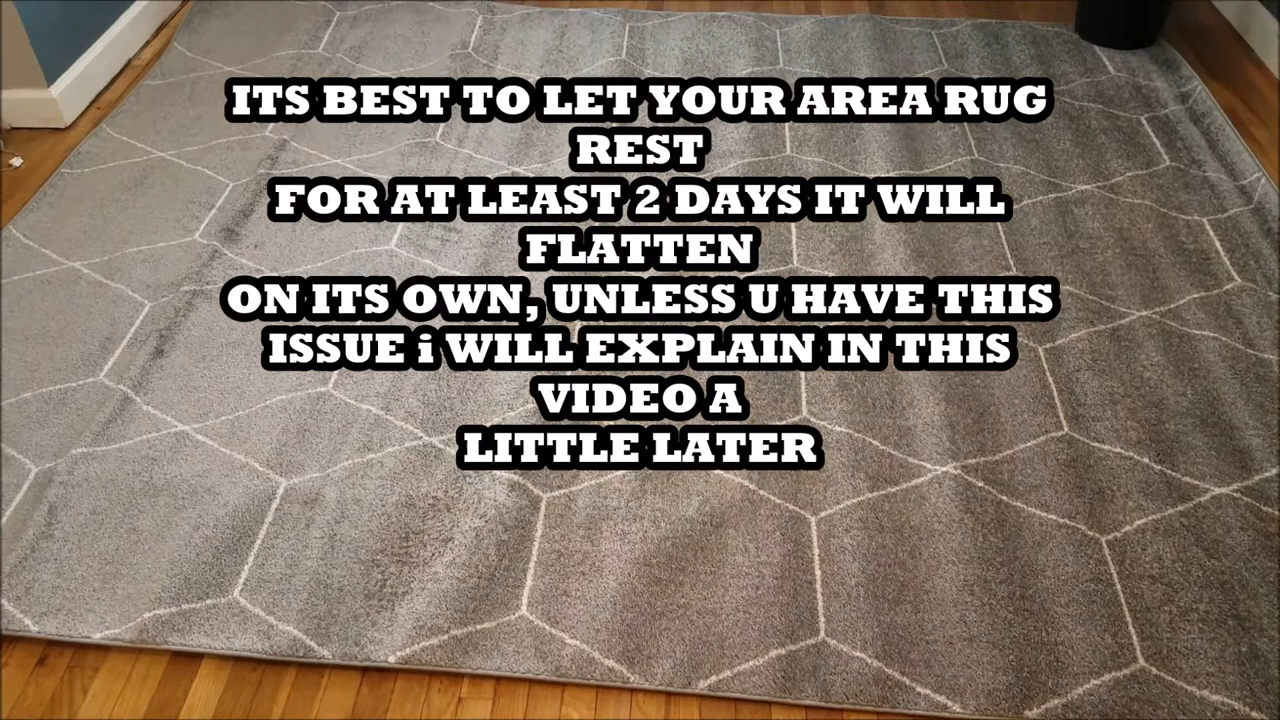 ITS BEST TO LET YOUR AREA RUG
REST
FOR AT LEAST 2 DAYS IT WILL
FLATTEN
ON ITS OWN, UNLESS U HAVE THIS
ISSUE i WILL EXPLAIN IN THIS
VIDEO A
LITTLE LATER